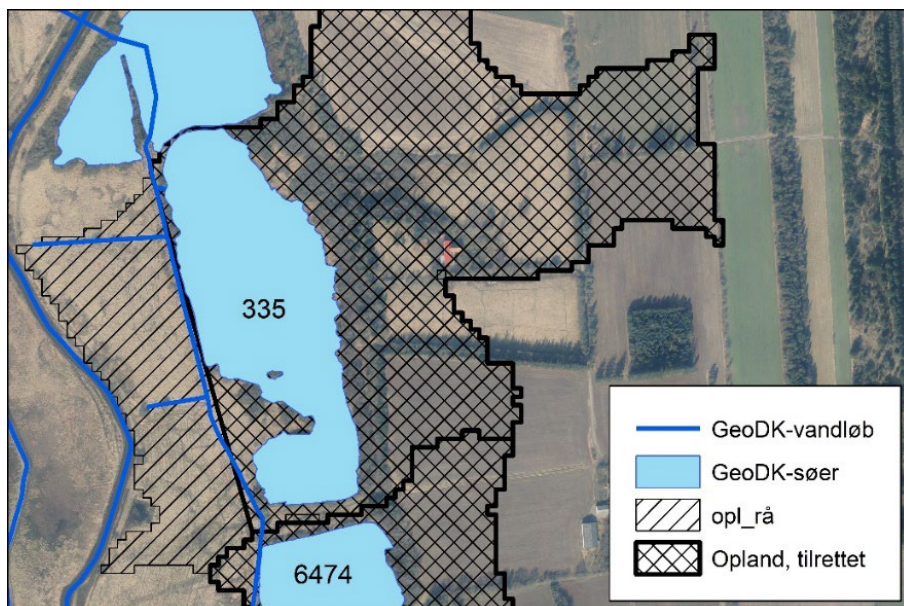 335
6474
GeoDK-vandløb
GeoDK-søer
opl_rå
Opland, tilrettet